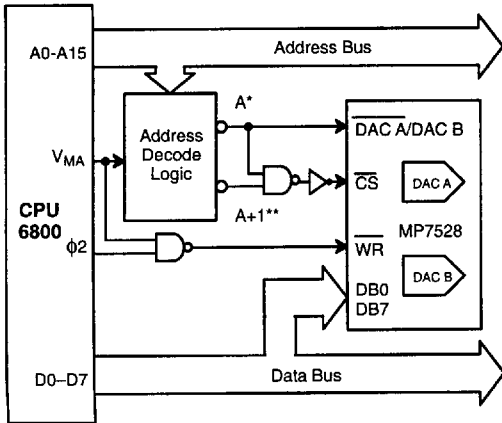 A0-A15
Address Bus
A*
Address
Decode
Logic
DAC A/DAC B
VMA
CS
DAC A
CPU
6800
A+1**
MP7528
ϕ2
WR
DAC B
DB0
DB7
D0–D7
Data Bus